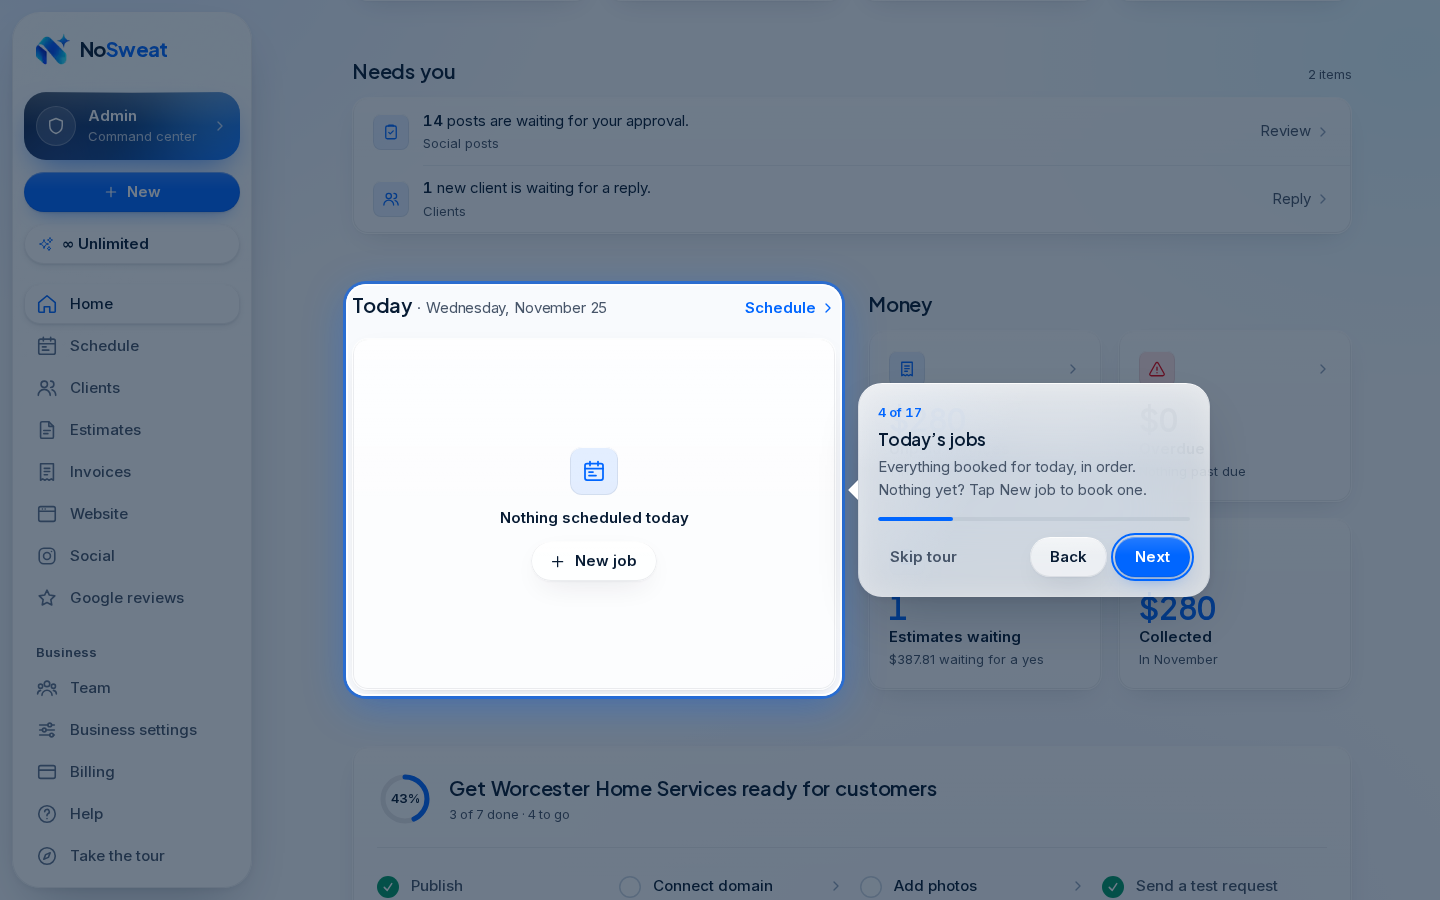 NoSweat
Admin
Command center
New
∞ Unlimited
Home
Schedule
Clients
Estimates
Invoices
Website
Social
Google reviews
Business
Team
Business settings
Billing
Help
Take the tour
Needs you
2 items
14 posts are waiting for your approval.
Social posts
Review
1 new client is waiting for a reply.
Clients
Reply
Today · Wednesday, November 25
Schedule
Nothing scheduled today
New job
Money
$0
4 of 17
Today’s jobs
Everything booked for today, in order.
Nothing yet? Tap New job to book one.
Skip tour
Back
Next
past due
1
Estimates waiting
$387.81 waiting for a yes
$280
Collected
In November
43%
Get Worcester Home Services ready for customers
3 of 7 done · 4 to go
Publish
Connect domain
Add photos
Send a test request